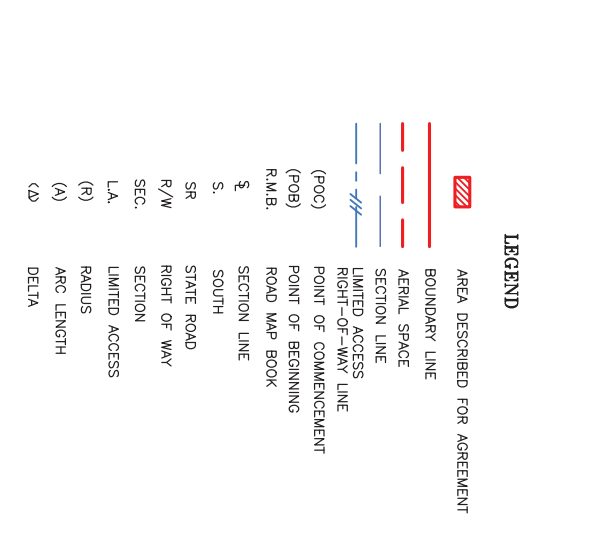 LEGEND
AREA DESCRIBED FOR AGREEMENT
BOUNDARY LINE
AERIAL SPACE
SECTION LINE
LIMITED ACCESS
RIGHT-OF-WAY LINE
(POC) POINT OF COMMENCEMENT
(POB) POINT OF BEGINNING
R.M.B. ROAD MAP BOOK
SECTION LINE
S. SOUTH
SR STATE ROAD
R/W RIGHT OF WAY
SEC. SECTION
L.A. LIMITED ACCESS
(R) RADIUS
(A) ARC LENGTH
(Δ) DELTA